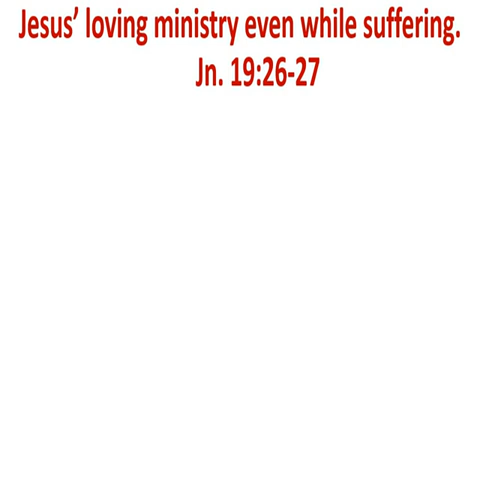 Jesus’ loving ministry even while suffering.
Jn. 19:26-27